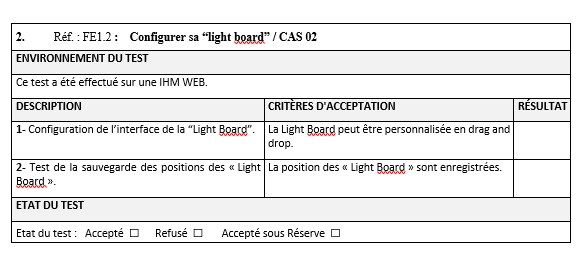 2. Réf. : FE1.2 : Configurer sa “light board” / CAS 02
ENVIRONNEMENT DU TEST
Ce test a été effectué sur une IHM WEB.
DESCRIPTION CRITÈRES D'ACCEPTATION RÉSULTAT
1- Configuration de l’interface de la “Light Board”.
La Light Board peut être personnalisée en drag and
drop.
2- Test de la sauvegarde des positions des « Light
Board ».
La position des « Light Board » sont enregistrées.
ETAT DU TEST
Etat du test : Accepté ☐ Refusé ☐ Accepté sous Réserve ☐